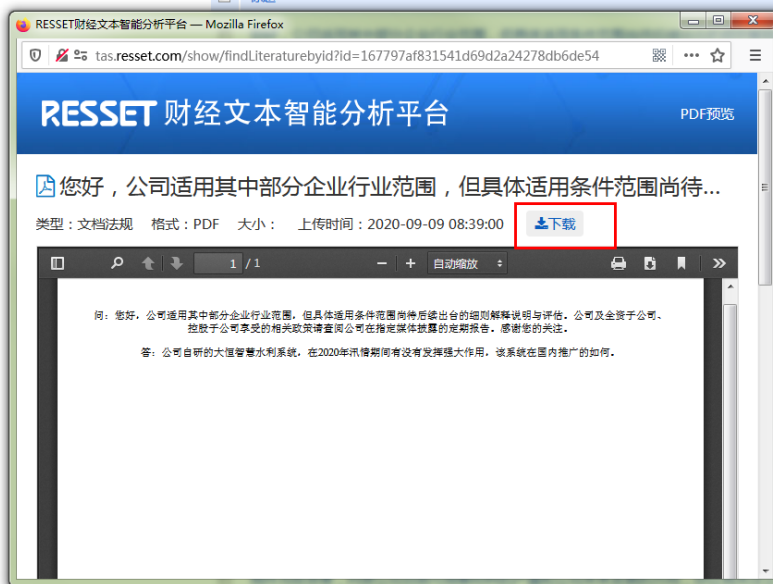 RESSET财经文本智能分析平台 — Mozilla Firefox
tas.resset.com/show/findLiteraturebyid?id=167797af831541d69d2a24278db6de54
RESSET 财经文本智能分析平台
PDF预览
您好，公司适用其中部分企业行业范围，但具体适用条件范围尚待...
类型：文档法规 格式：PDF 大小： 上传时间：2020-09-09 08:39:00 下载
1 / 1 自动缩放
问：您好，公司适用其中部分企业行业范围，但具体适用条件范围尚待后续出台的细则解释说明与评估。公司及全资子公司、
控股子公司享受的相关政策请查阅公司在指定媒体披露的定期报告。感谢您的关注。
答：公司自研的大恒智慧水利系统，在2020年汛情期间有没有发挥强大作用，该系统在国内推广的如何。